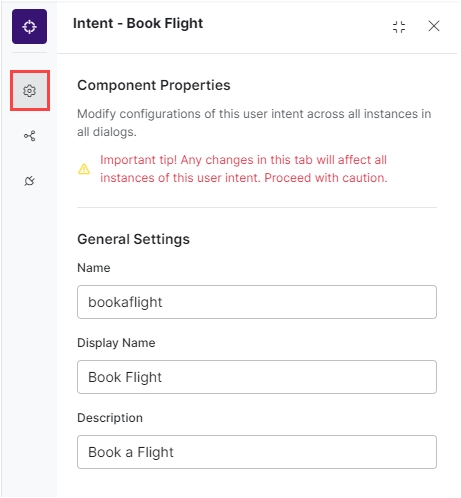 Intent - Book Flight
Component Properties
Modify configurations of this user intent across all instances in
all dialogs.
Important tip! Any changes in this tab will affect all
instances of this user intent. Proceed with caution.
General Settings
Name
bookaflight
Display Name
Book Flight
Description
Book a Flight